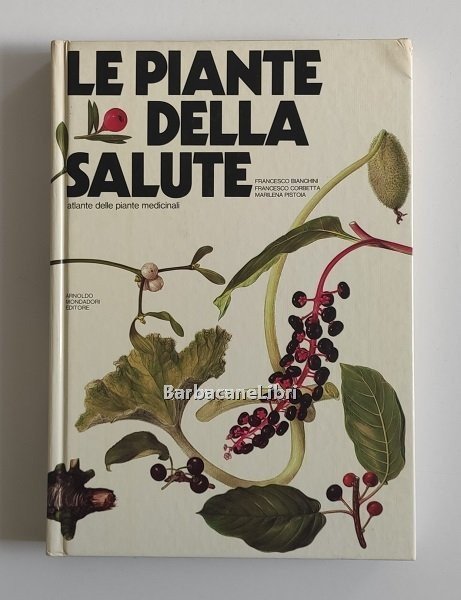 LE PIANTE
DELLA
SALUTE
FRANCESCO BIANCHINI
FRANCESCO CORBETTA
MARILENA PISTOIA
atlante delle piante medicinali
ARNOLDO
MONDADORI
EDITORE
BarbacaneLibri